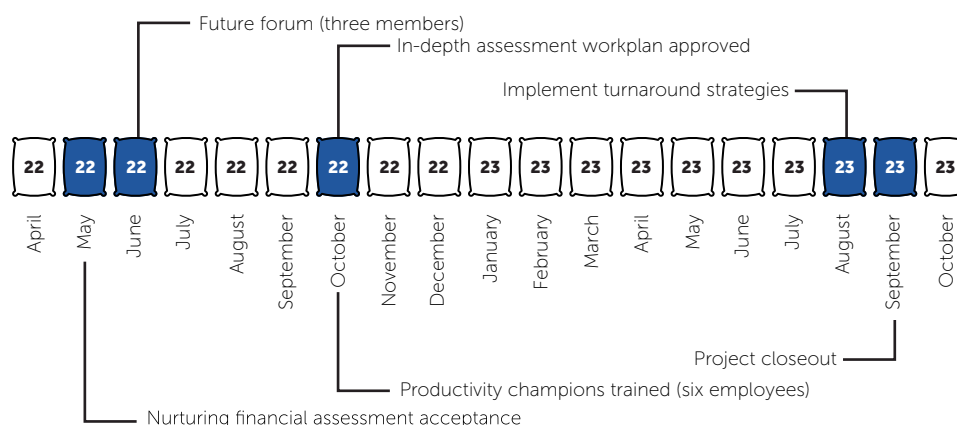 Future forum (three members)
In-depth assessment workplan approved
Implement turnaround strategies
22 22 22 22 22 22 22 22 22 23 23 23 23 23 23 23 23 23 23
April May June July August September October November December January February March April May June July August September October
Project closeout
Productivity champions trained (six employees)
Nurturing financial assessment acceptance